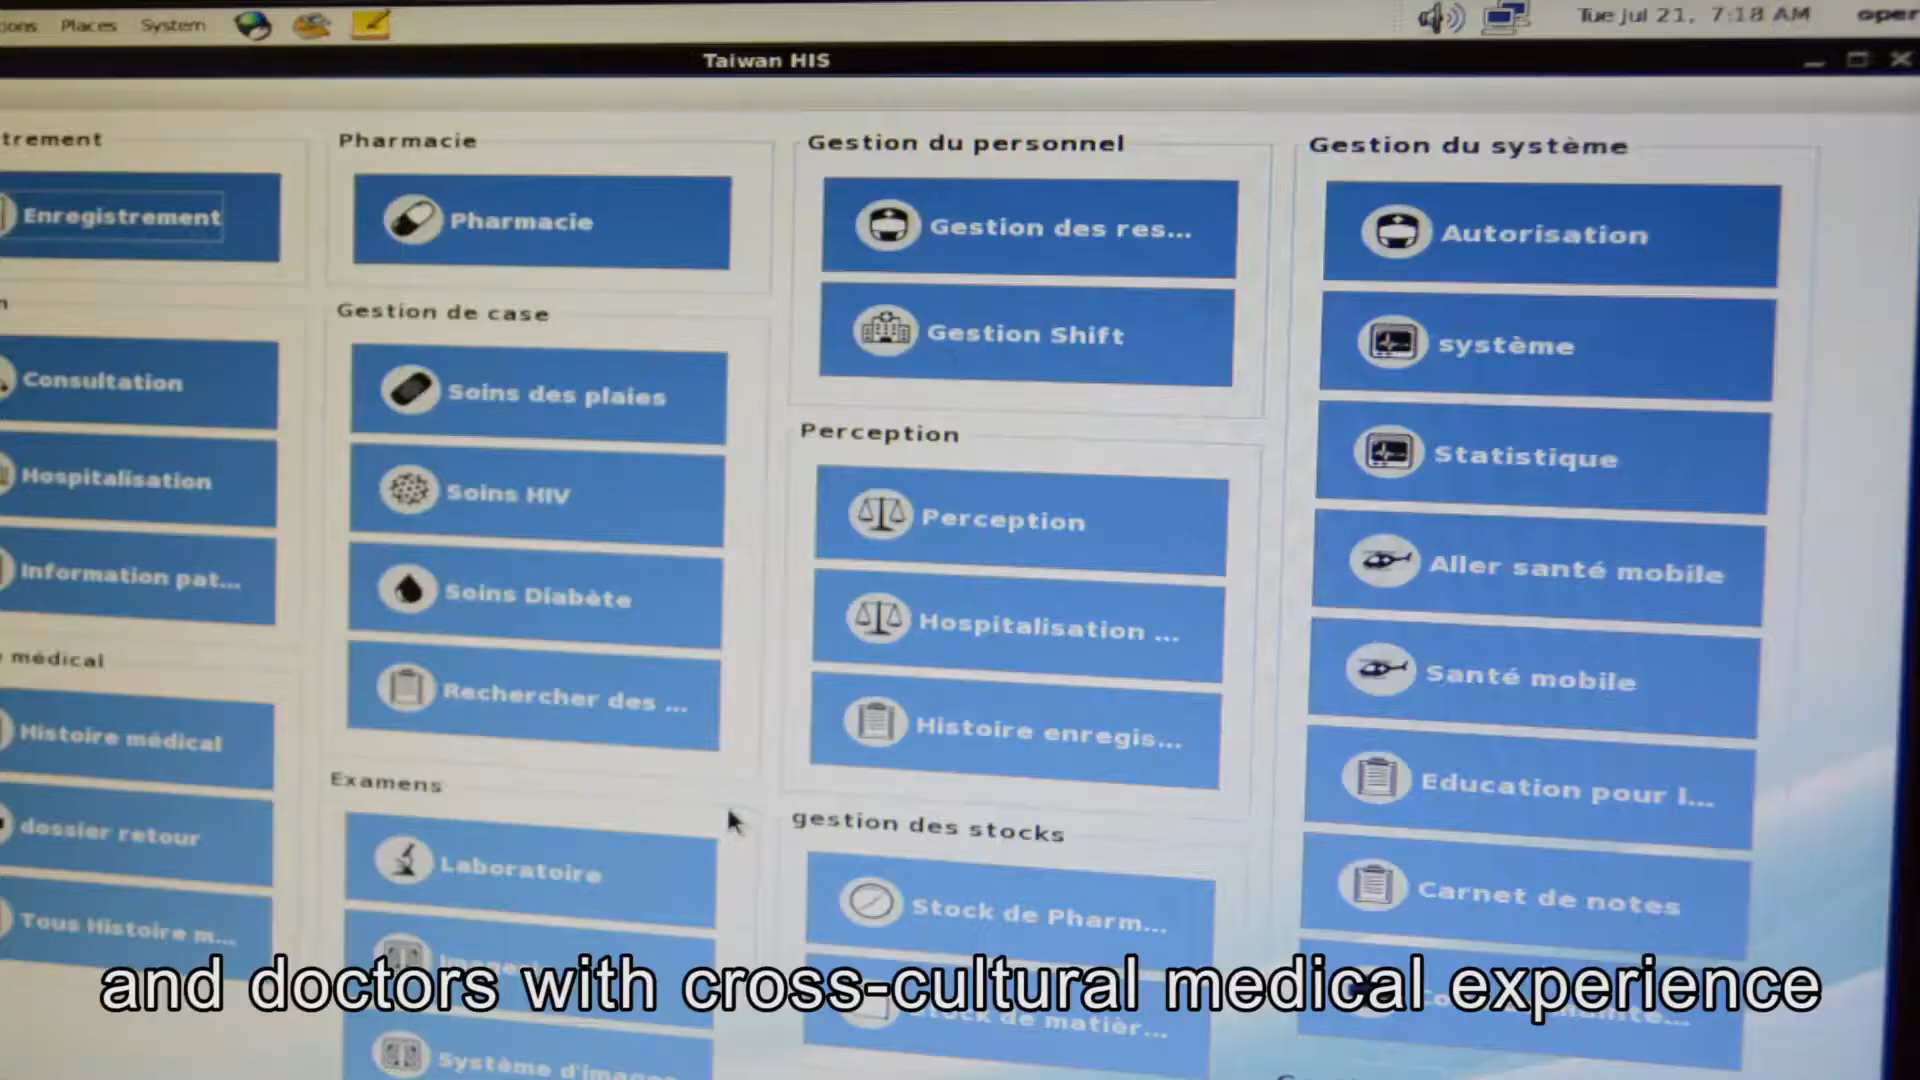 Places System Tue Jul 21, 7:18 AM
Taiwan HIS
Enregistrement
Consultation
Hospitalisation
Information pat...
médical
Histoire médical
dossier retour
Tous Histoire m...
Pharmacie
Pharmacie
Gestion de case
Soins des plaies
Soins HIV
Soins Diabète
Rechercher des ...
Examens
Laboratoire
Gestion du personnel
Gestion des res...
Gestion Shift
Perception
Perception
Hospitalisation ...
Histoire enregis...
gestion des stocks
Stock de Pharm...
Stock de matièr...
Gestion du système
Autorisation
système
Statistique
Aller santé mobile
Santé mobile
Education pour l...
Carnet de notes
and doctors with cross-cultural medical experience